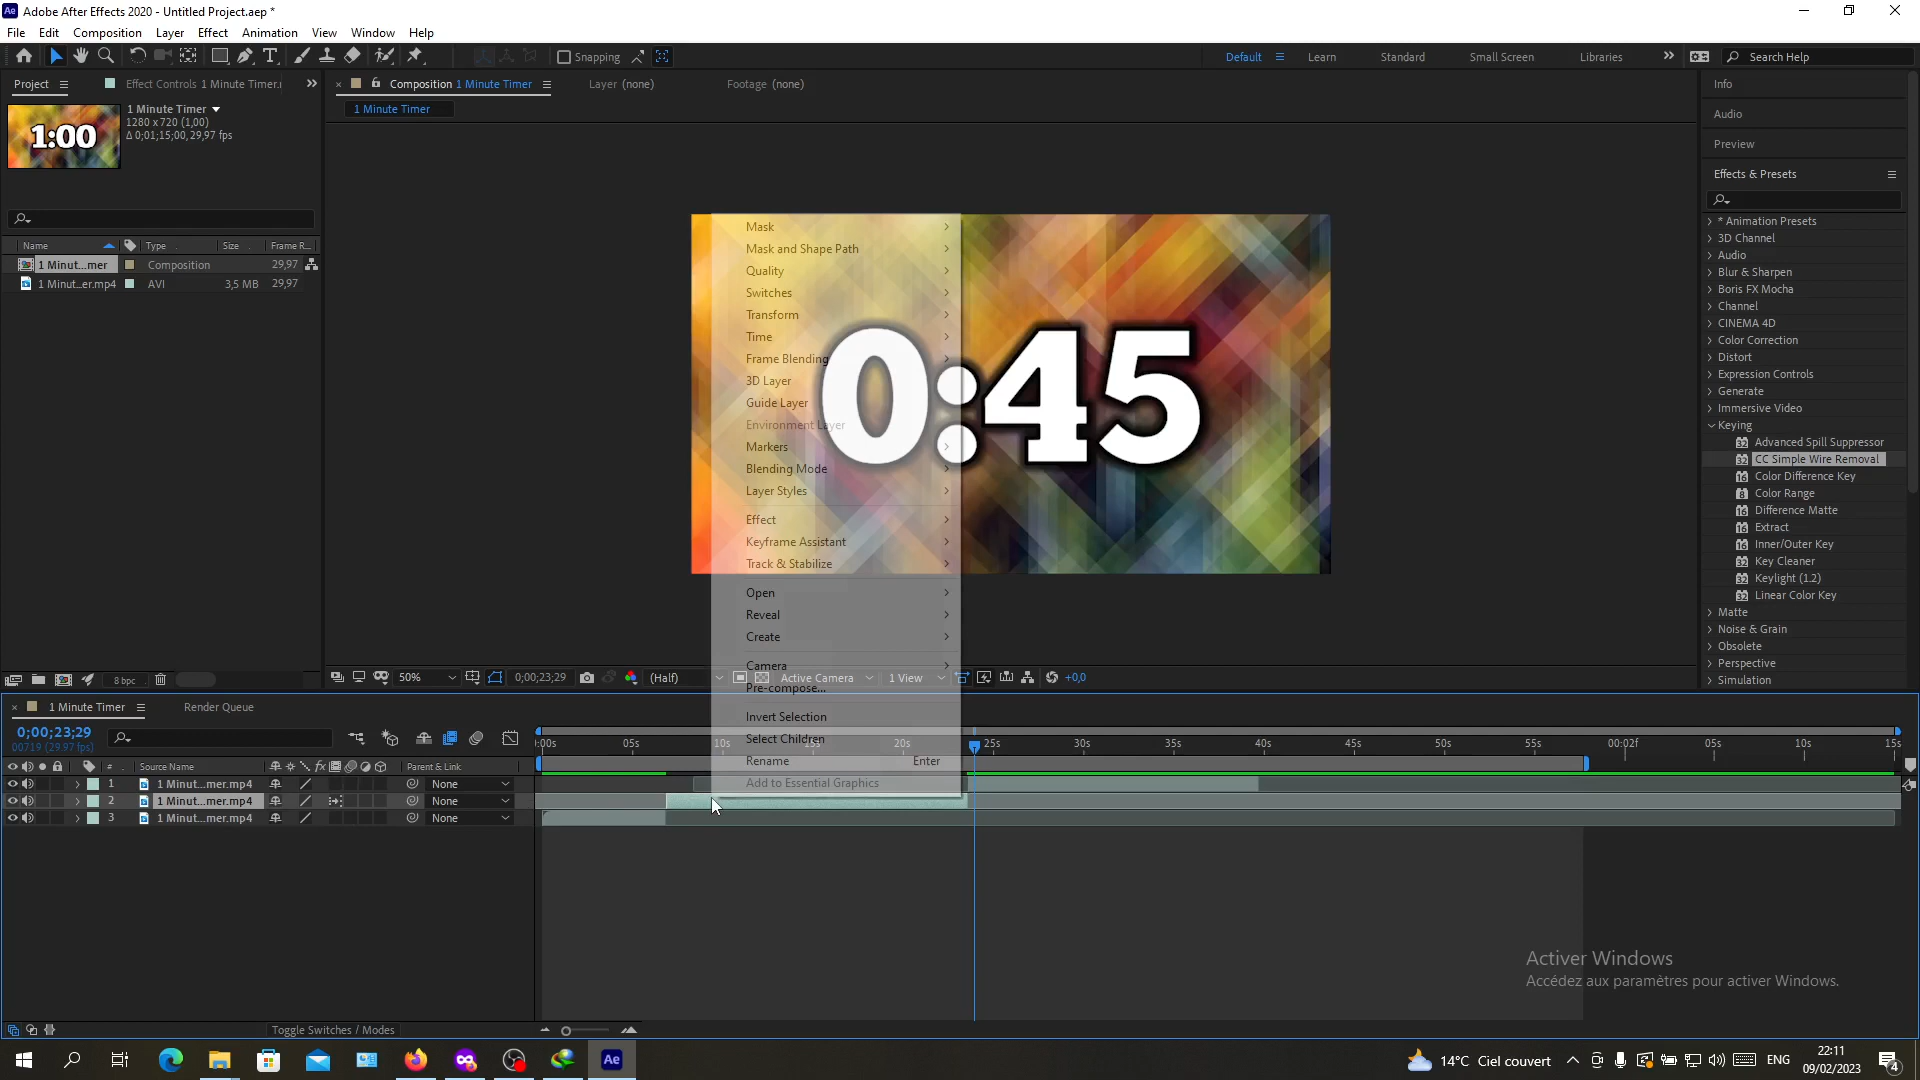 Adobe After Effects 2020 - Untitled Project.aep *
File Edit Composition Layer Effect Animation View Window Help
Snapping Default Learn Standard Small Screen Libraries Search Help
Project Effect Controls 1 Minute Timer.r Composition 1 Minute Timer Layer (none) Footage (none) Info
1 Minute Timer
1280 x 720 (1,00)
Δ 0;01;15;00, 29,97 fps
1:00
1 Minute Timer
Audio
Preview
Effects & Presets
Name Type Size Frame R...
1 Minut...mer Composition 29,97
1 Minut...er.mp4 AVI 3,5 MB 29,97
Mask
Mask and Shape Path
Quality
Switches
Transform
Time
Frame Blending
3D Layer
Guide Layer
Environment Layer
Markers
Blending Mode
Layer Styles
Effect
Keyframe Assistant
Track & Stabilize
Open
Reveal
Create
Camera
Pre-compose...
Invert Selection
Select Children
Rename Enter
Add to Essential Graphics
0:45
* Animation Presets
3D Channel
Audio
Blur & Sharpen
Boris FX Mocha
Channel
CINEMA 4D
Color Correction
Distort
Expression Controls
Generate
Immersive Video
Keying
Advanced Spill Suppressor
CC Simple Wire Removal
Color Difference Key
Color Range
Difference Matte
Extract
Inner/Outer Key
Key Cleaner
Keylight (1.2)
Linear Color Key
Matte
Noise & Grain
Obsolete
Perspective
Simulation
8 bpc 50% 0;00;23;29 (Half) Active Camera 1 View +0,0
1 Minute Timer Render Queue
0;00;23;29
00719 (29.97 fps)
:00s 05s 10s 15s 20s 25s 30s 35s 40s 45s 50s 55s 00:02f 05s 10s 15s
# Source Name fx Parent & Link
1 1 Minut...mer.mp4 None
2 1 Minut...mer.mp4 None
3 1 Minut...mer.mp4 None
Activer Windows
Accédez aux paramètres pour activer Windows.
Toggle Switches / Modes
Ae 14°C Ciel couvert ENG 22:11
09/02/2023
4